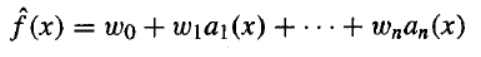 f̂(x) = w₀ + w₁a₁(x) + ··· + wₙaₙ(x)